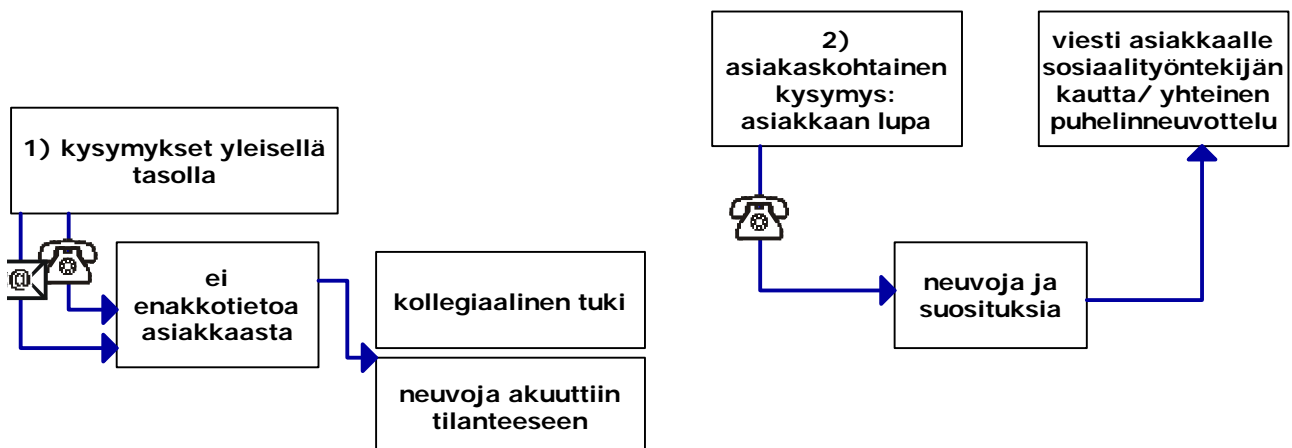 1) kysymykset yleisellä
tasolla
@
ei
enakkotietoa
asiakkaasta
kollegiaalinen tuki
neuvoja akuuttiin
tilanteeseen
2)
asiakaskohtainen
kysymys:
asiakkaan lupa
neuvoja ja
suosituksia
viesti asiakkaalle
sosiaalityöntekijän
kautta/ yhteinen
puhelinneuvottelu